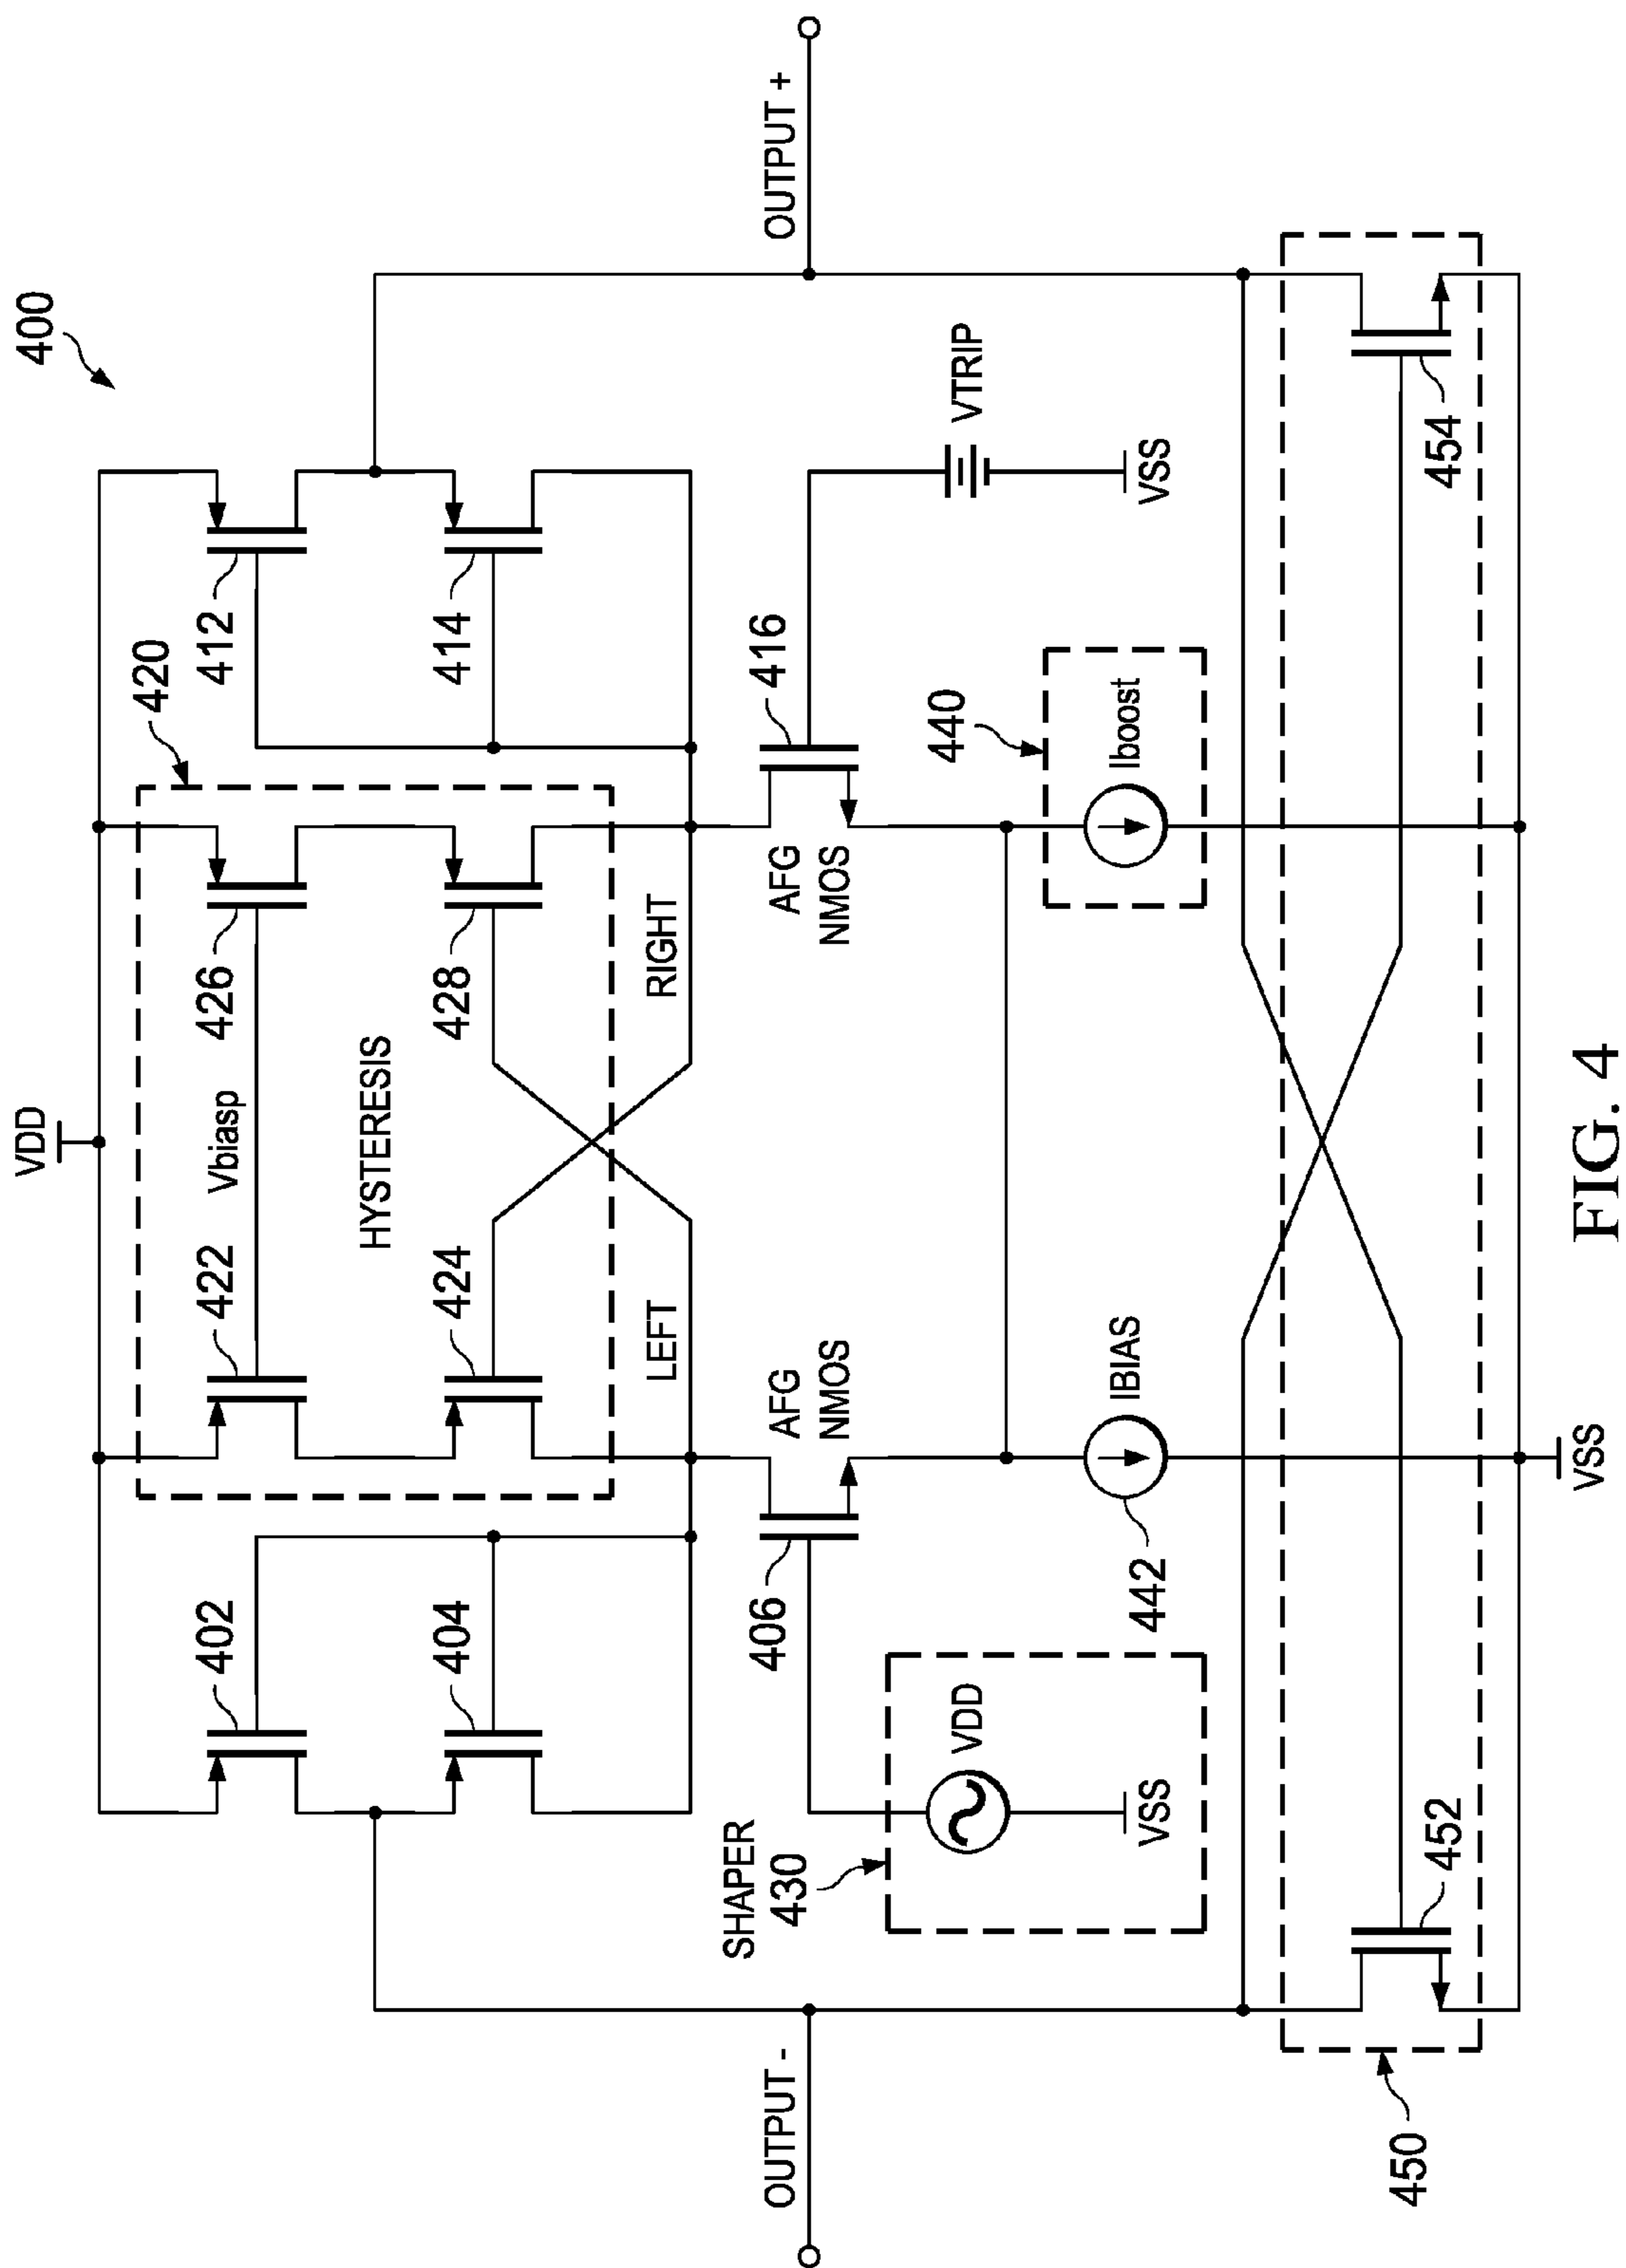 400
VDD
Vbiasp
HYSTERESIS
420
402
422
426
412
404
424
428
414
LEFT
RIGHT
OUTPUT -
OUTPUT +
SHAPER
430
406
AFG
NMOS
AFG
NMOS
416
VDD
VSS
VTRIP
VSS
442
IBIAS
440
Iboost
450
452
454
VSS
FIG. 4